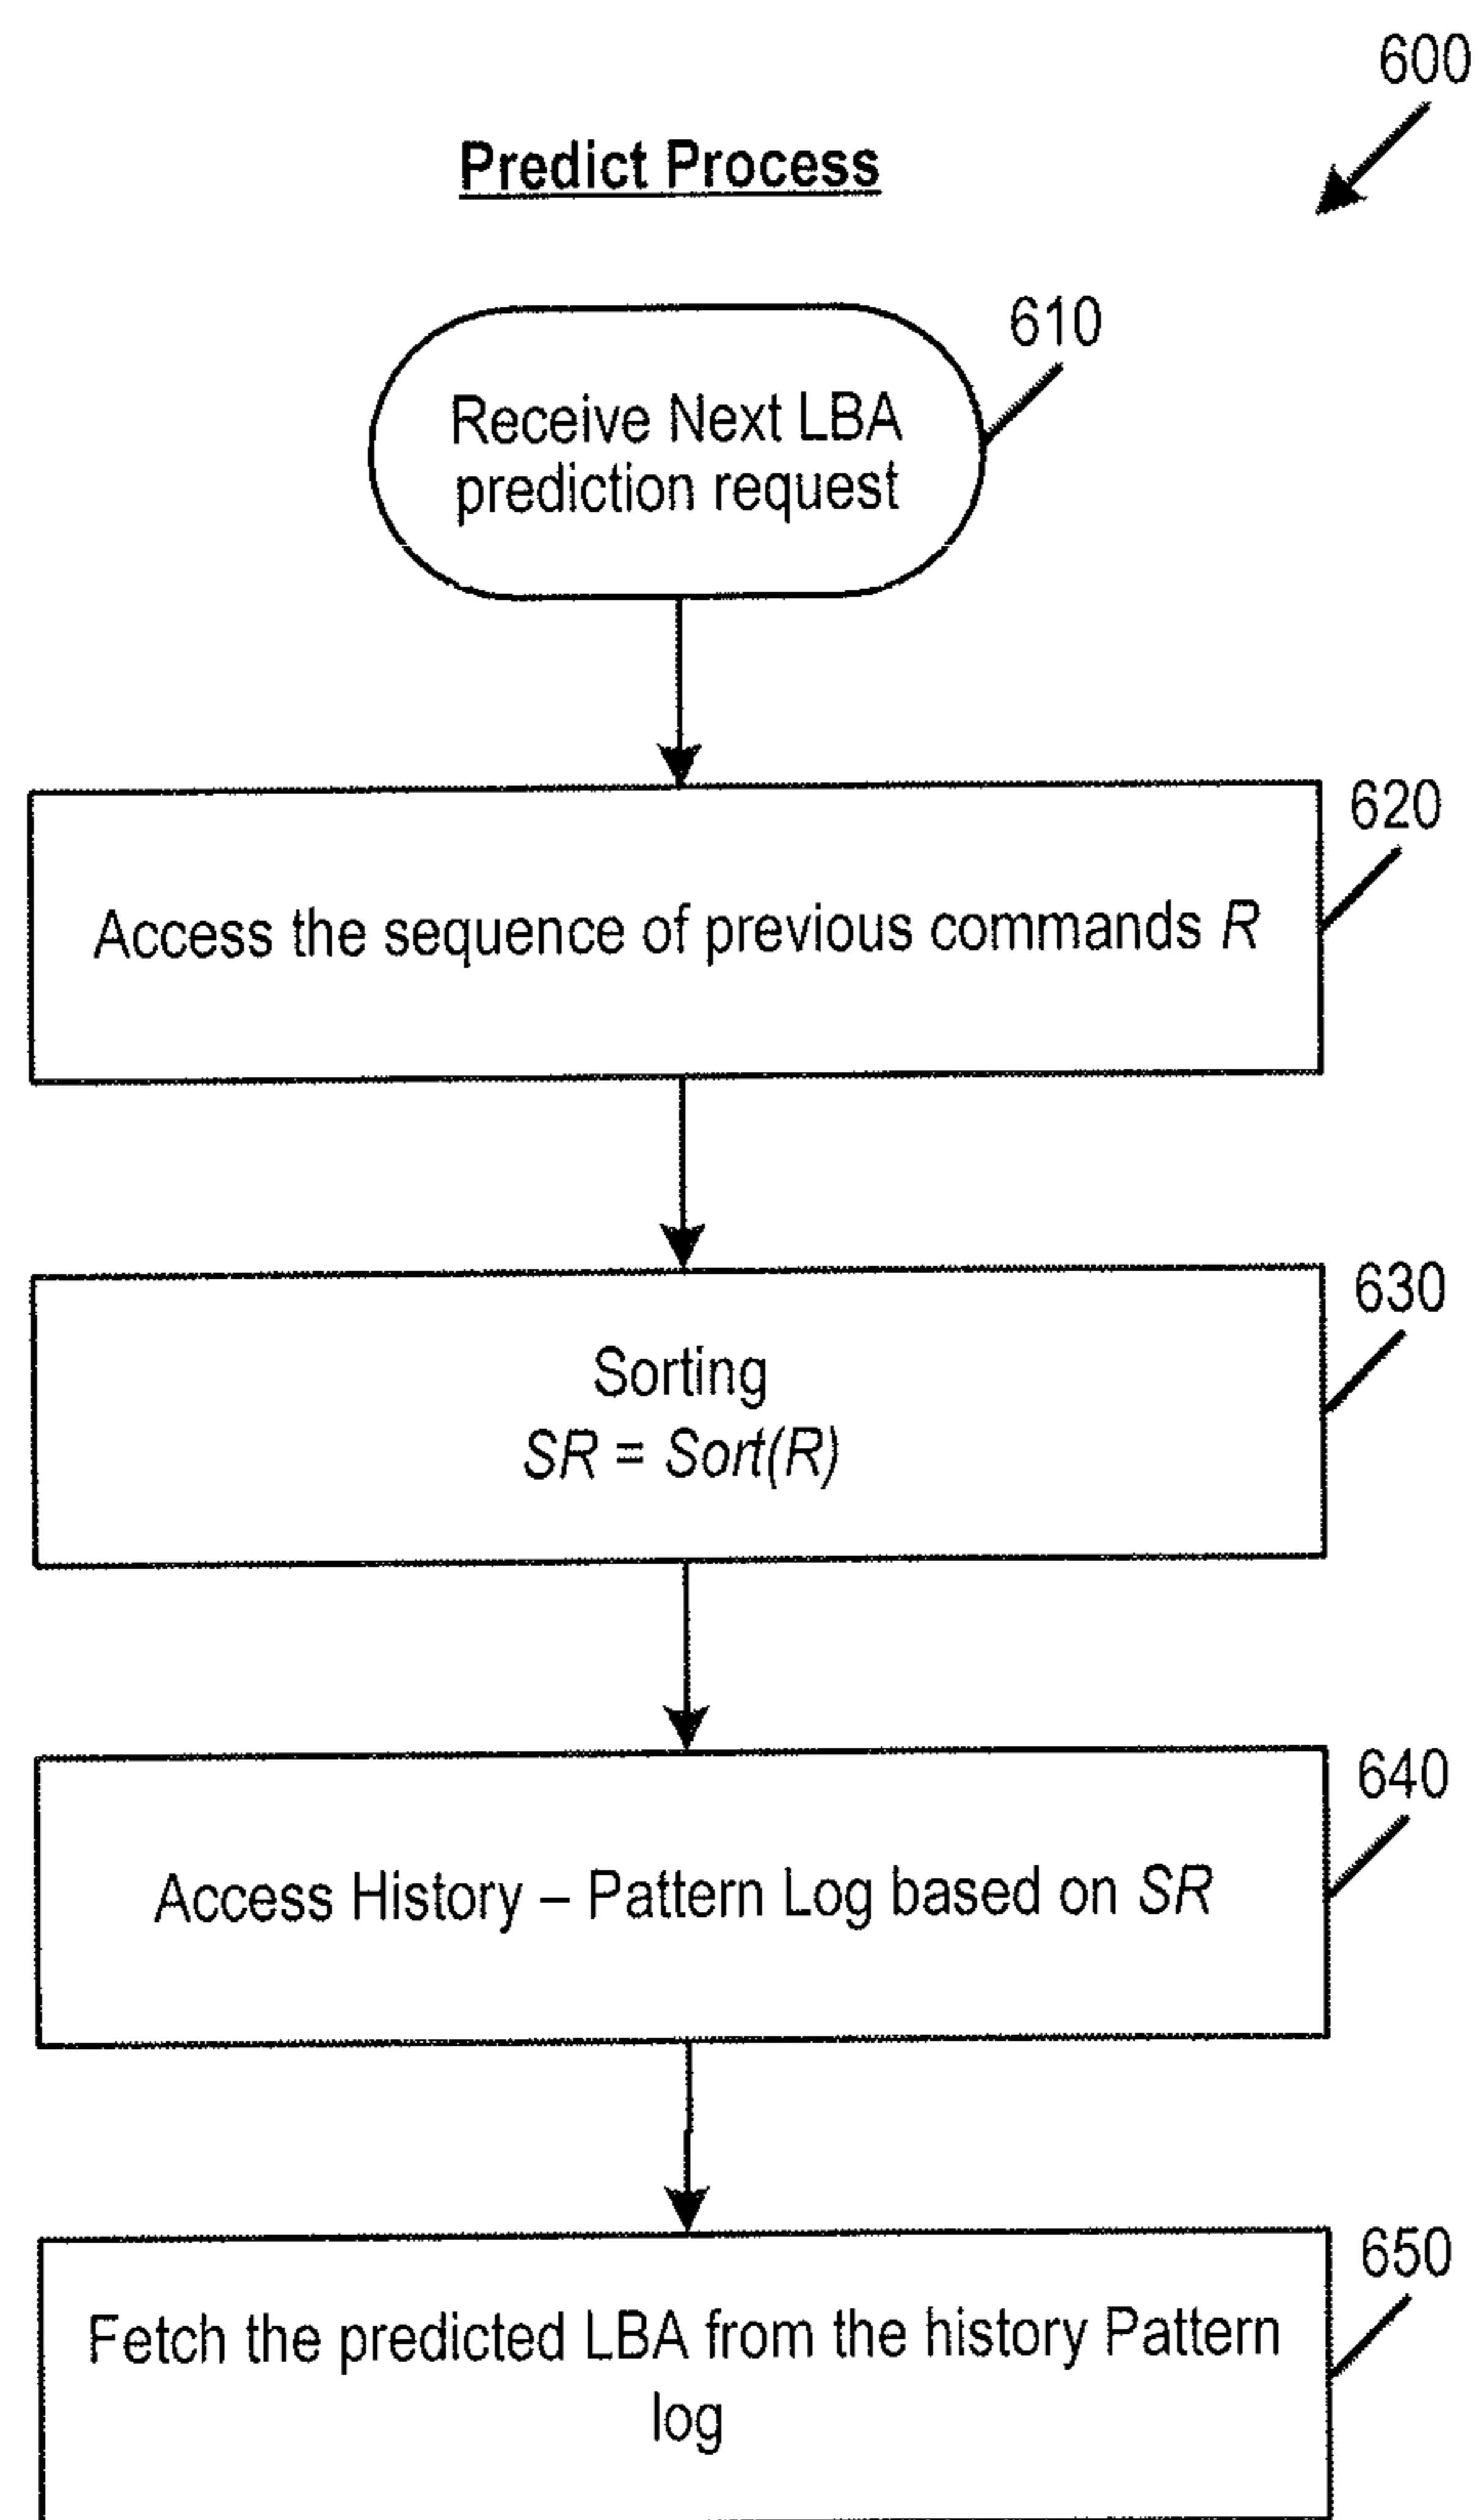 600
Predict Process
610
Receive Next LBA
prediction request
620
Access the sequence of previous commands R
630
Sorting
SR = Sort(R)
640
Access History – Pattern Log based on SR
650
Fetch the predicted LBA from the history Pattern
log